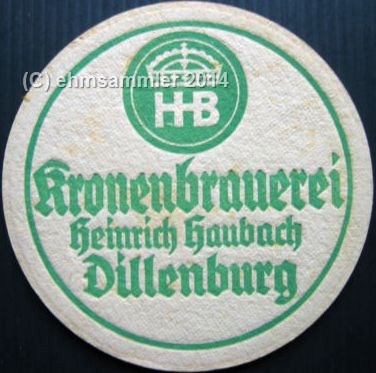 (C) ehmsammler 2014
HB
Kronenbrauerei
Heinrich Haubach
Dillenburg